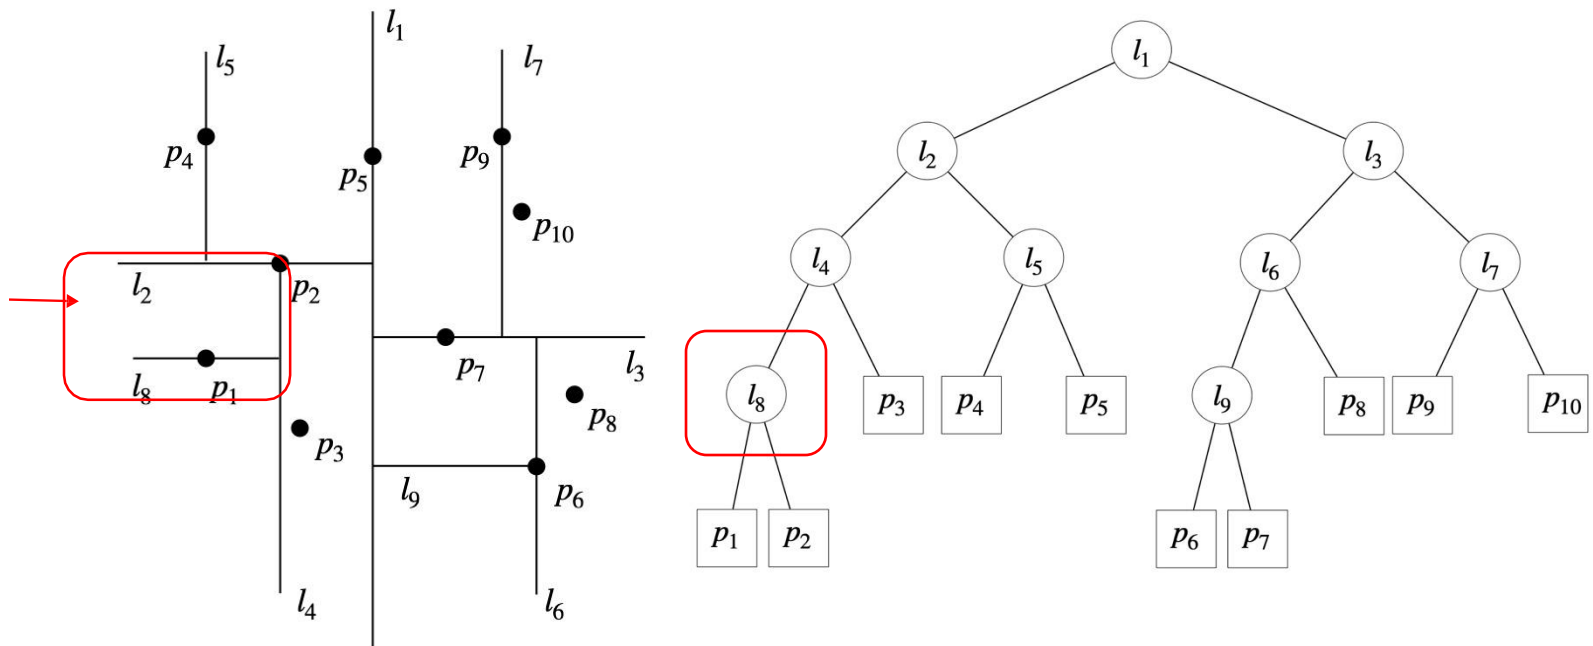 l₁
l₅
l₇
p₄
p₉
p₅
p₁₀
l₂
p₂
p₇
l₃
l₈
p₁
p₈
p₃
l₉
p₆
l₄
l₆
l₁
l₂
l₃
l₄
l₅
l₆
l₇
l₈
p₃
p₄
p₅
l₉
p₈
p₉
p₁₀
p₁
p₂
p₆
p₇